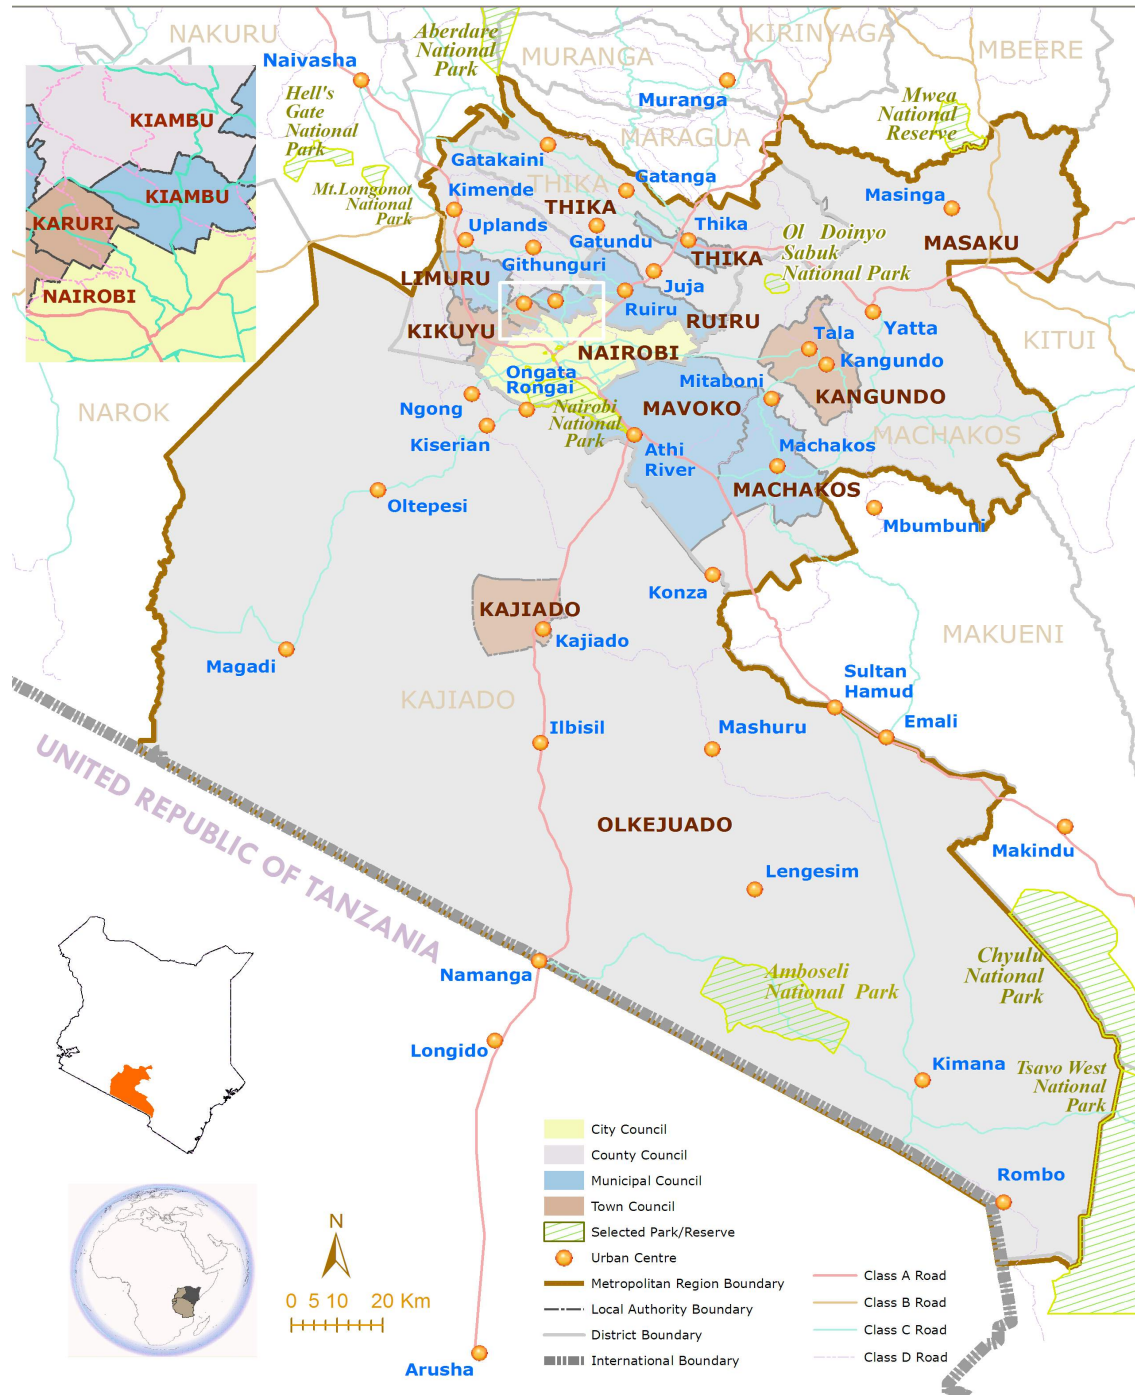 NAKURU
Aberdare
National
Park
MURANGA
KIRINYAGA
MBEERE
Naivasha
Hell's
Gate
National
Park
Muranga
Mwea
National
Reserve
MARAGUA
KIAMBU
KIAMBU
KARURI
NAIROBI
Gatakaini
Mt.Longonot
National
Park
Kimende
THIKA
Gatanga
THIKA
Masinga
Uplands
Gatundu
Thika
Ol Doinyo
Sabuk
National Park
MASAKU
THIKA
Githunguri
LIMURU
Juja
Ruiru
RUIRU
KIKUYU
NAIROBI
Yatta
KITUI
Tala
Kangundo
Ongata
Rongai
Mitaboni
KANGUNDO
NAROK
Ngong
Nairobi
National
Park
MAVOKO
MACHAKOS
Kiserian
Athi
River
Machakos
MACHAKOS
Oltepesi
Mbumbuni
Konza
KAJIADO
Kajiado
MAKUENI
Magadi
Sultan
Hamud
KAJIADO
Ilbisil
Mashuru
Emali
UNITED REPUBLIC OF TANZANIA
OLKEJUADO
Makindu
Lengesim
Namanga
Amboseli
National Park
Chyulu
National
Park
Longido
Kimana
Tsavo West
National
Park
Rombo
City Council
County Council
Municipal Council
Town Council
Selected Park/Reserve
Urban Centre
Metropolitan Region Boundary
Local Authority Boundary
District Boundary
International Boundary
Class A Road
Class B Road
Class C Road
Class D Road
N
0 5 10 20 Km
Arusha